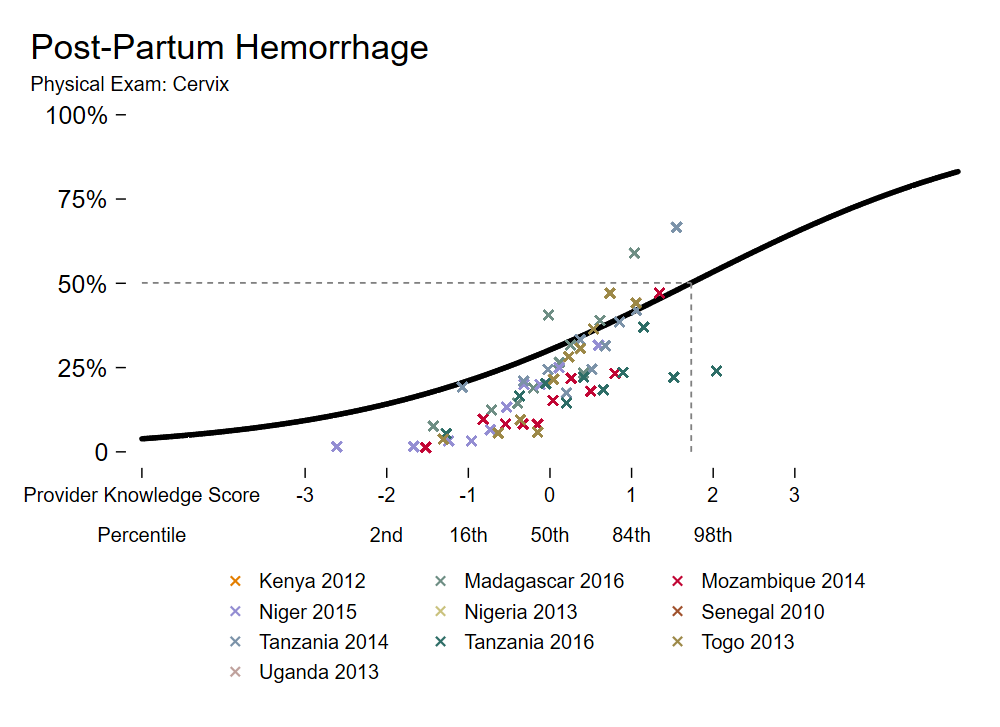 Post-Partum Hemorrhage
Physical Exam: Cervix
100%
75%
50%
25%
0
Provider Knowledge Score -3 -2 -1 0 1 2 3
Percentile 2nd 16th 50th 84th 98th
Kenya 2012 Madagascar 2016 Mozambique 2014
Niger 2015 Nigeria 2013 Senegal 2010
Tanzania 2014 Tanzania 2016 Togo 2013
Uganda 2013